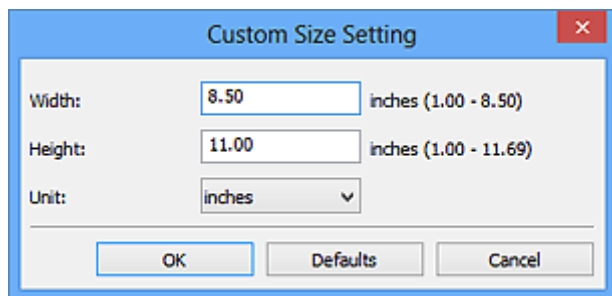 Custom Size Setting
Width: 8.50 inches (1.00 - 8.50)
Height: 11.00 inches (1.00 - 11.69)
Unit: inches
OK Defaults Cancel